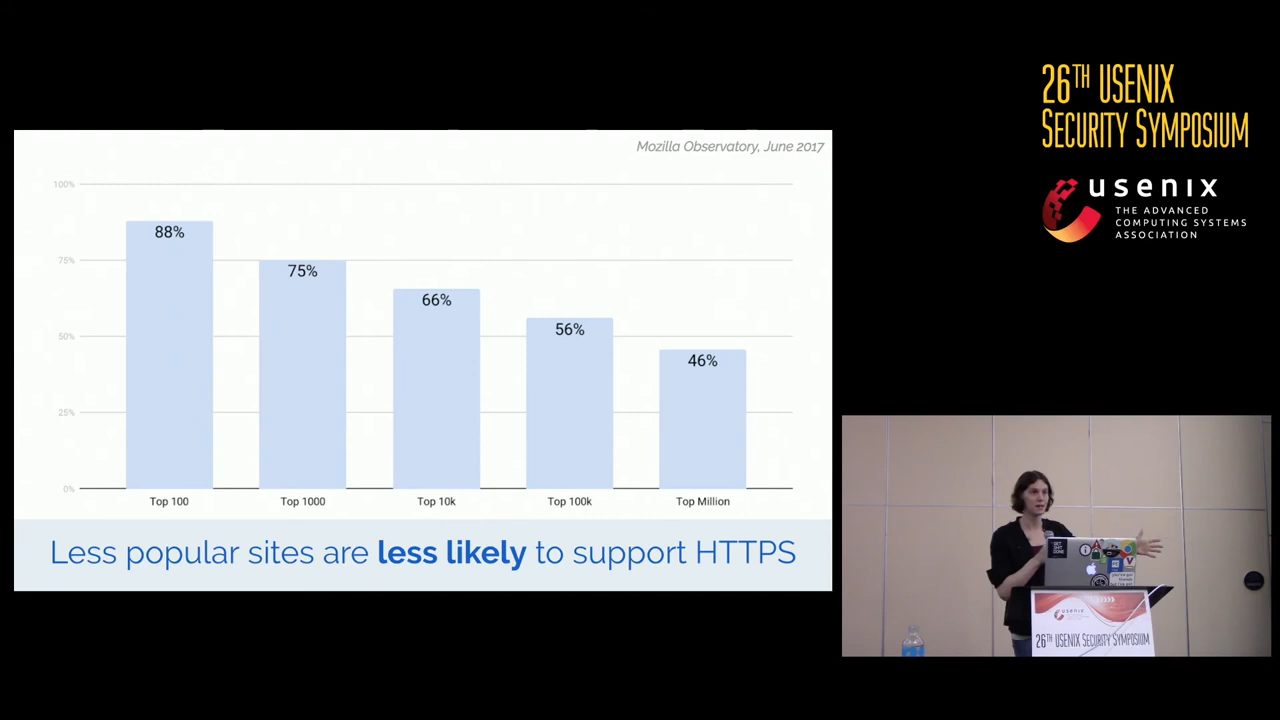 Mozilla Observatory, June 2017
100%
75%
50%
25%
0%
88%
75%
66%
56%
46%
Top 100
Top 1000
Top 10k
Top 100k
Top Million
Less popular sites are less likely to support HTTPS
26TH USENIX
SECURITY SYMPOSIUM
usenix
THE ADVANCED
COMPUTING SYSTEMS
ASSOCIATION
usenix
26TH USENIX SECURITY SYMPOSIUM